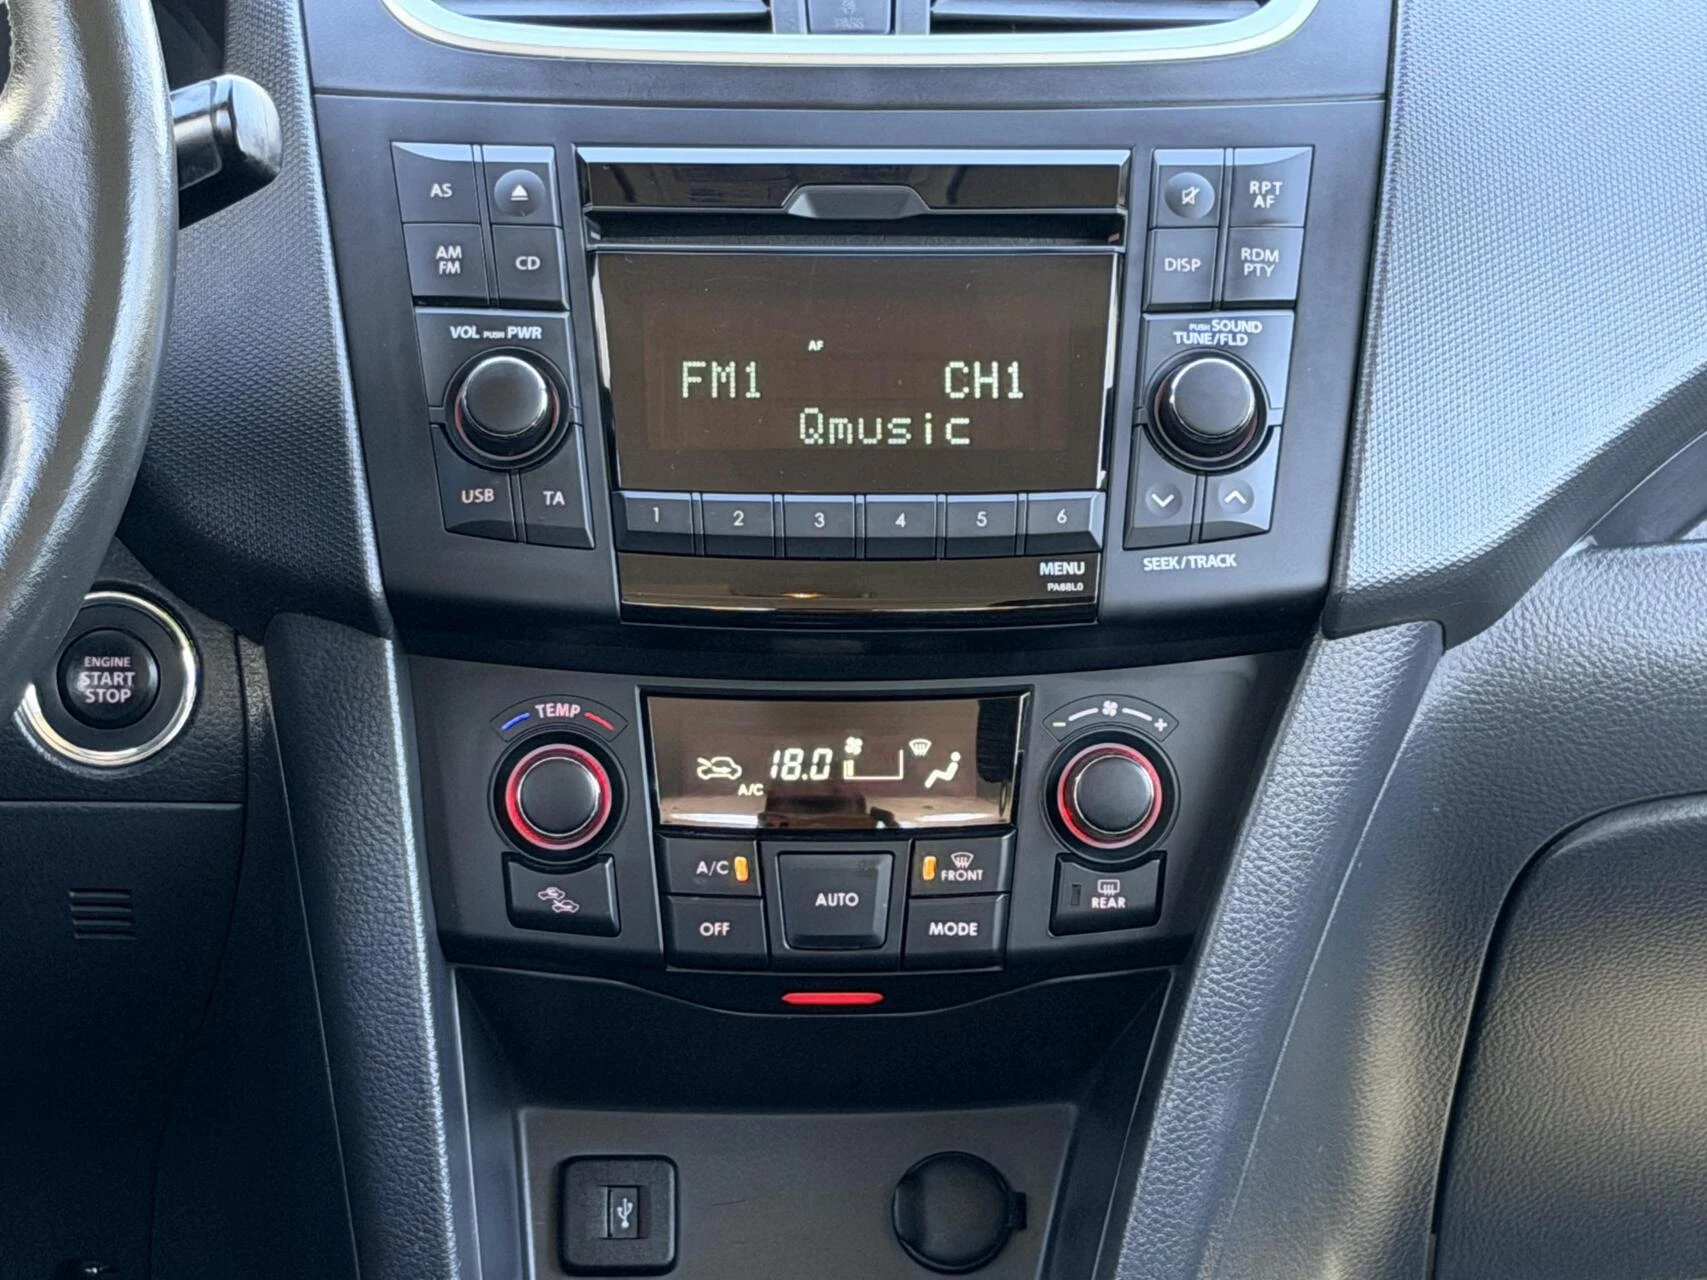 PASS
AS
AM
FM
CD
VOL PUSH PWR
USB
TA
AF
FM1 CH1
Qmusic
1 2 3 4 5 6
MENU
PA68L0
RPT
AF
DISP
RDM
PTY
PUSH SOUND
TUNE/FLD
SEEK/TRACK
ENGINE
START
STOP
TEMP
18.0
A/C
- +
A/C
AUTO
FRONT
OFF
MODE
REAR